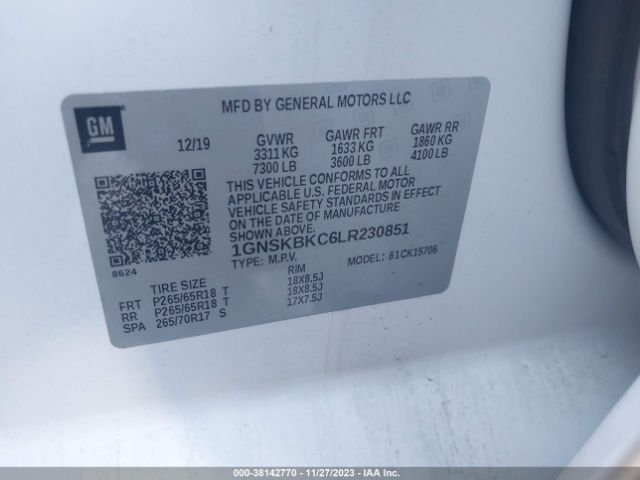 GM
MFD BY GENERAL MOTORS LLC
12/19 GVWR GAWR FRT GAWR RR
3311 KG 1633 KG 1860 KG
7300 LB 3600 LB 4100 LB
THIS VEHICLE CONFORMS TO ALL
APPLICABLE U.S. FEDERAL MOTOR
VEHICLE SAFETY STANDARDS IN EFFECT
ON THE DATE OF MANUFACTURE
SHOWN ABOVE.
1GNSKBKC6LR230851
8624 TYPE: M.P.V. MODEL: 61CK15706
TIRE SIZE RIM
FRT P265/65R18 T 18X8.5J
RR P265/65R18 T 18X8.5J
SPA 265/70R17 S 17X7.5J
000-38142770 — 11/27/2023 — IAA Inc.